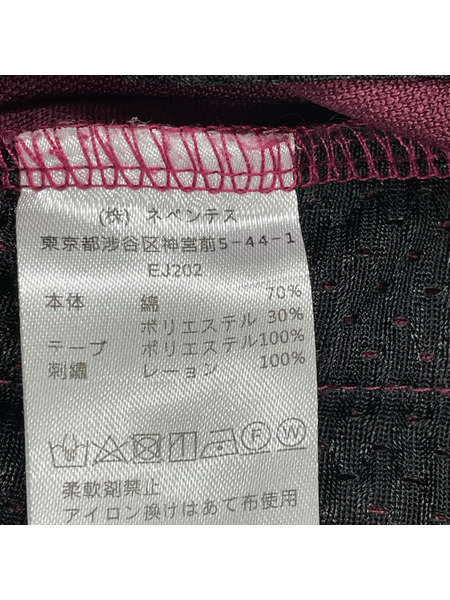 (株) ネペンテス
東京都渋谷区神宮前5-44-1
EJ202
本体 綿 70%
ポリエステル 30%
テープ ポリエステル100%
刺繍 レーヨン 100%
Ⓕ Ⓦ
柔軟剤禁止
アイロン換けはあて布使用